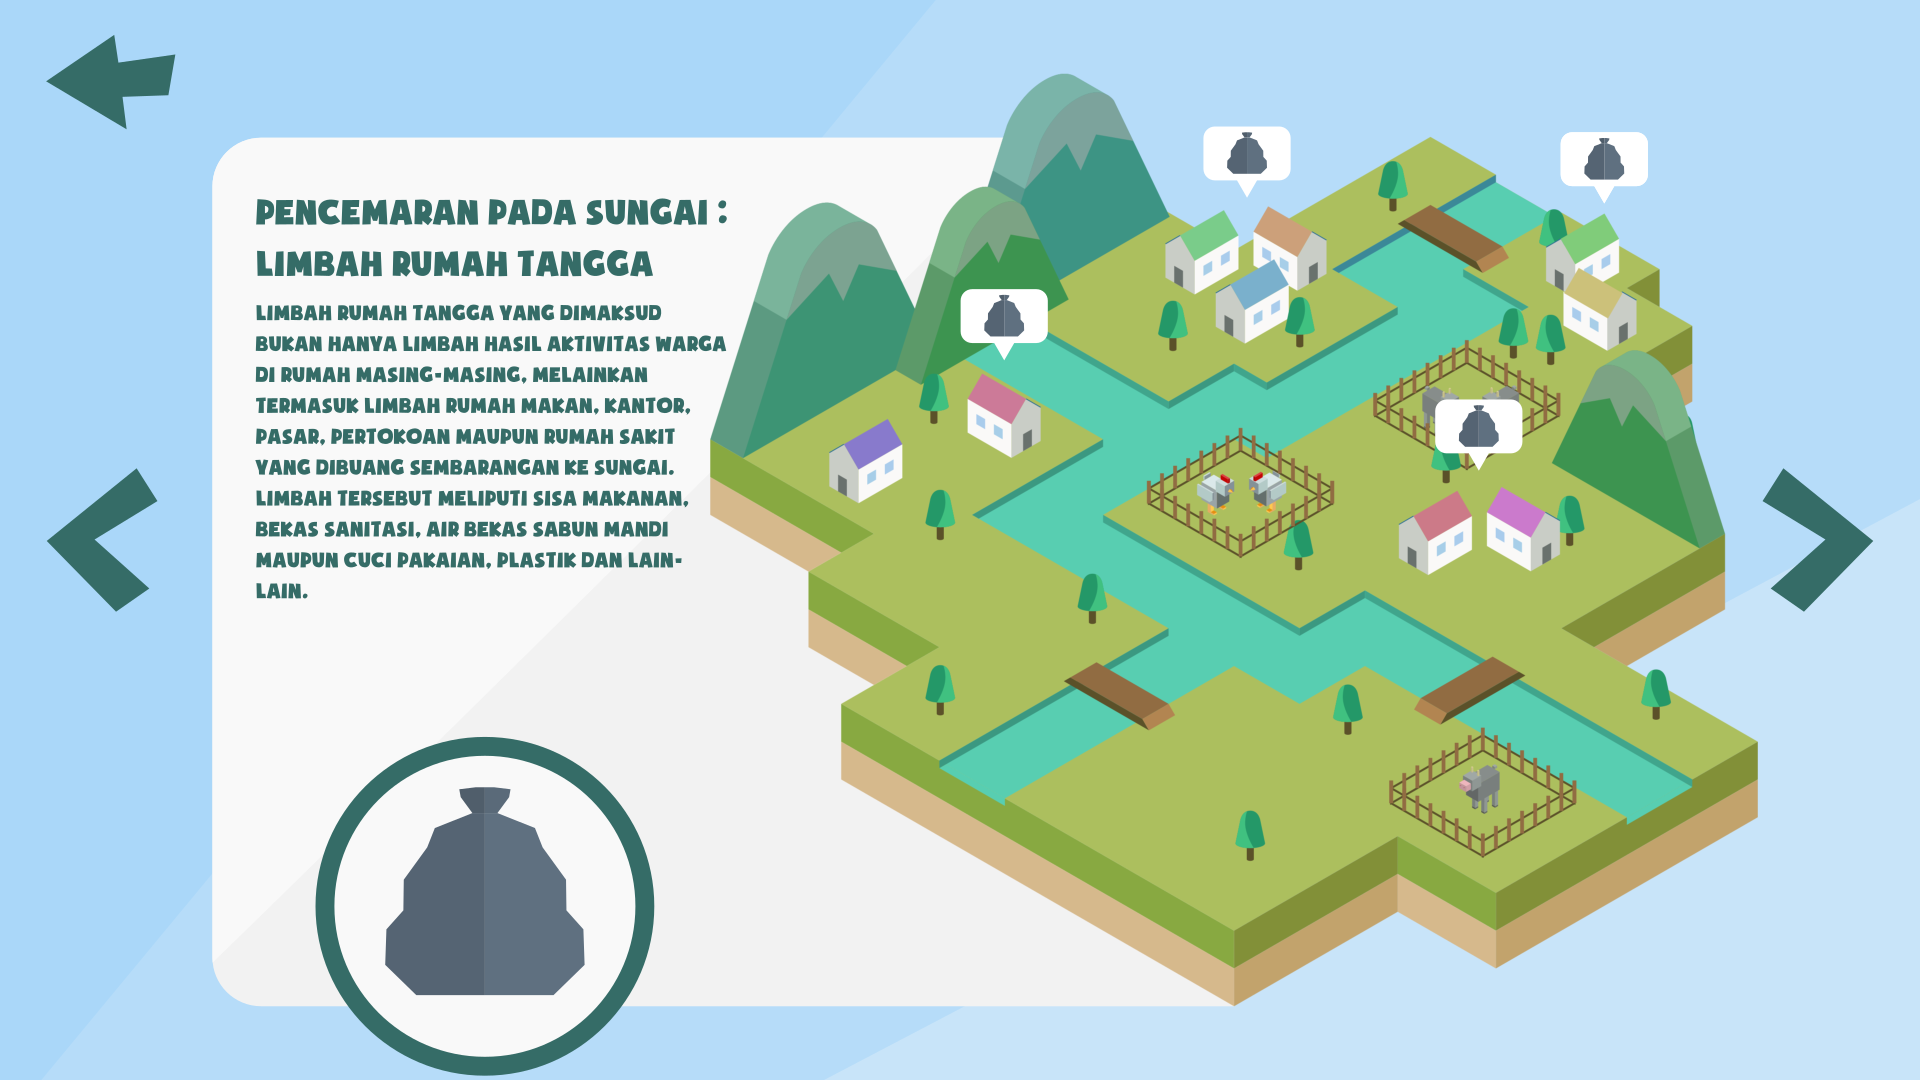 PENCEMARAN PADA SUNGAI :
LIMBAH RUMAH TANGGA
LIMBAH RUMAH TANGGA YANG DIMAKSUD
BUKAN HANYA LIMBAH HASIL AKTIVITAS WARGA
DI RUMAH MASING-MASING, MELAINKAN
TERMASUK LIMBAH RUMAH MAKAN, KANTOR,
PASAR, PERTOKOAN MAUPUN RUMAH SAKIT
YANG DIBUANG SEMBARANGAN KE SUNGAI.
LIMBAH TERSEBUT MELIPUTI SISA MAKANAN,
BEKAS SANITASI, AIR BEKAS SABUN MANDI
MAUPUN CUCI PAKAIAN, PLASTIK DAN LAIN-
LAIN.